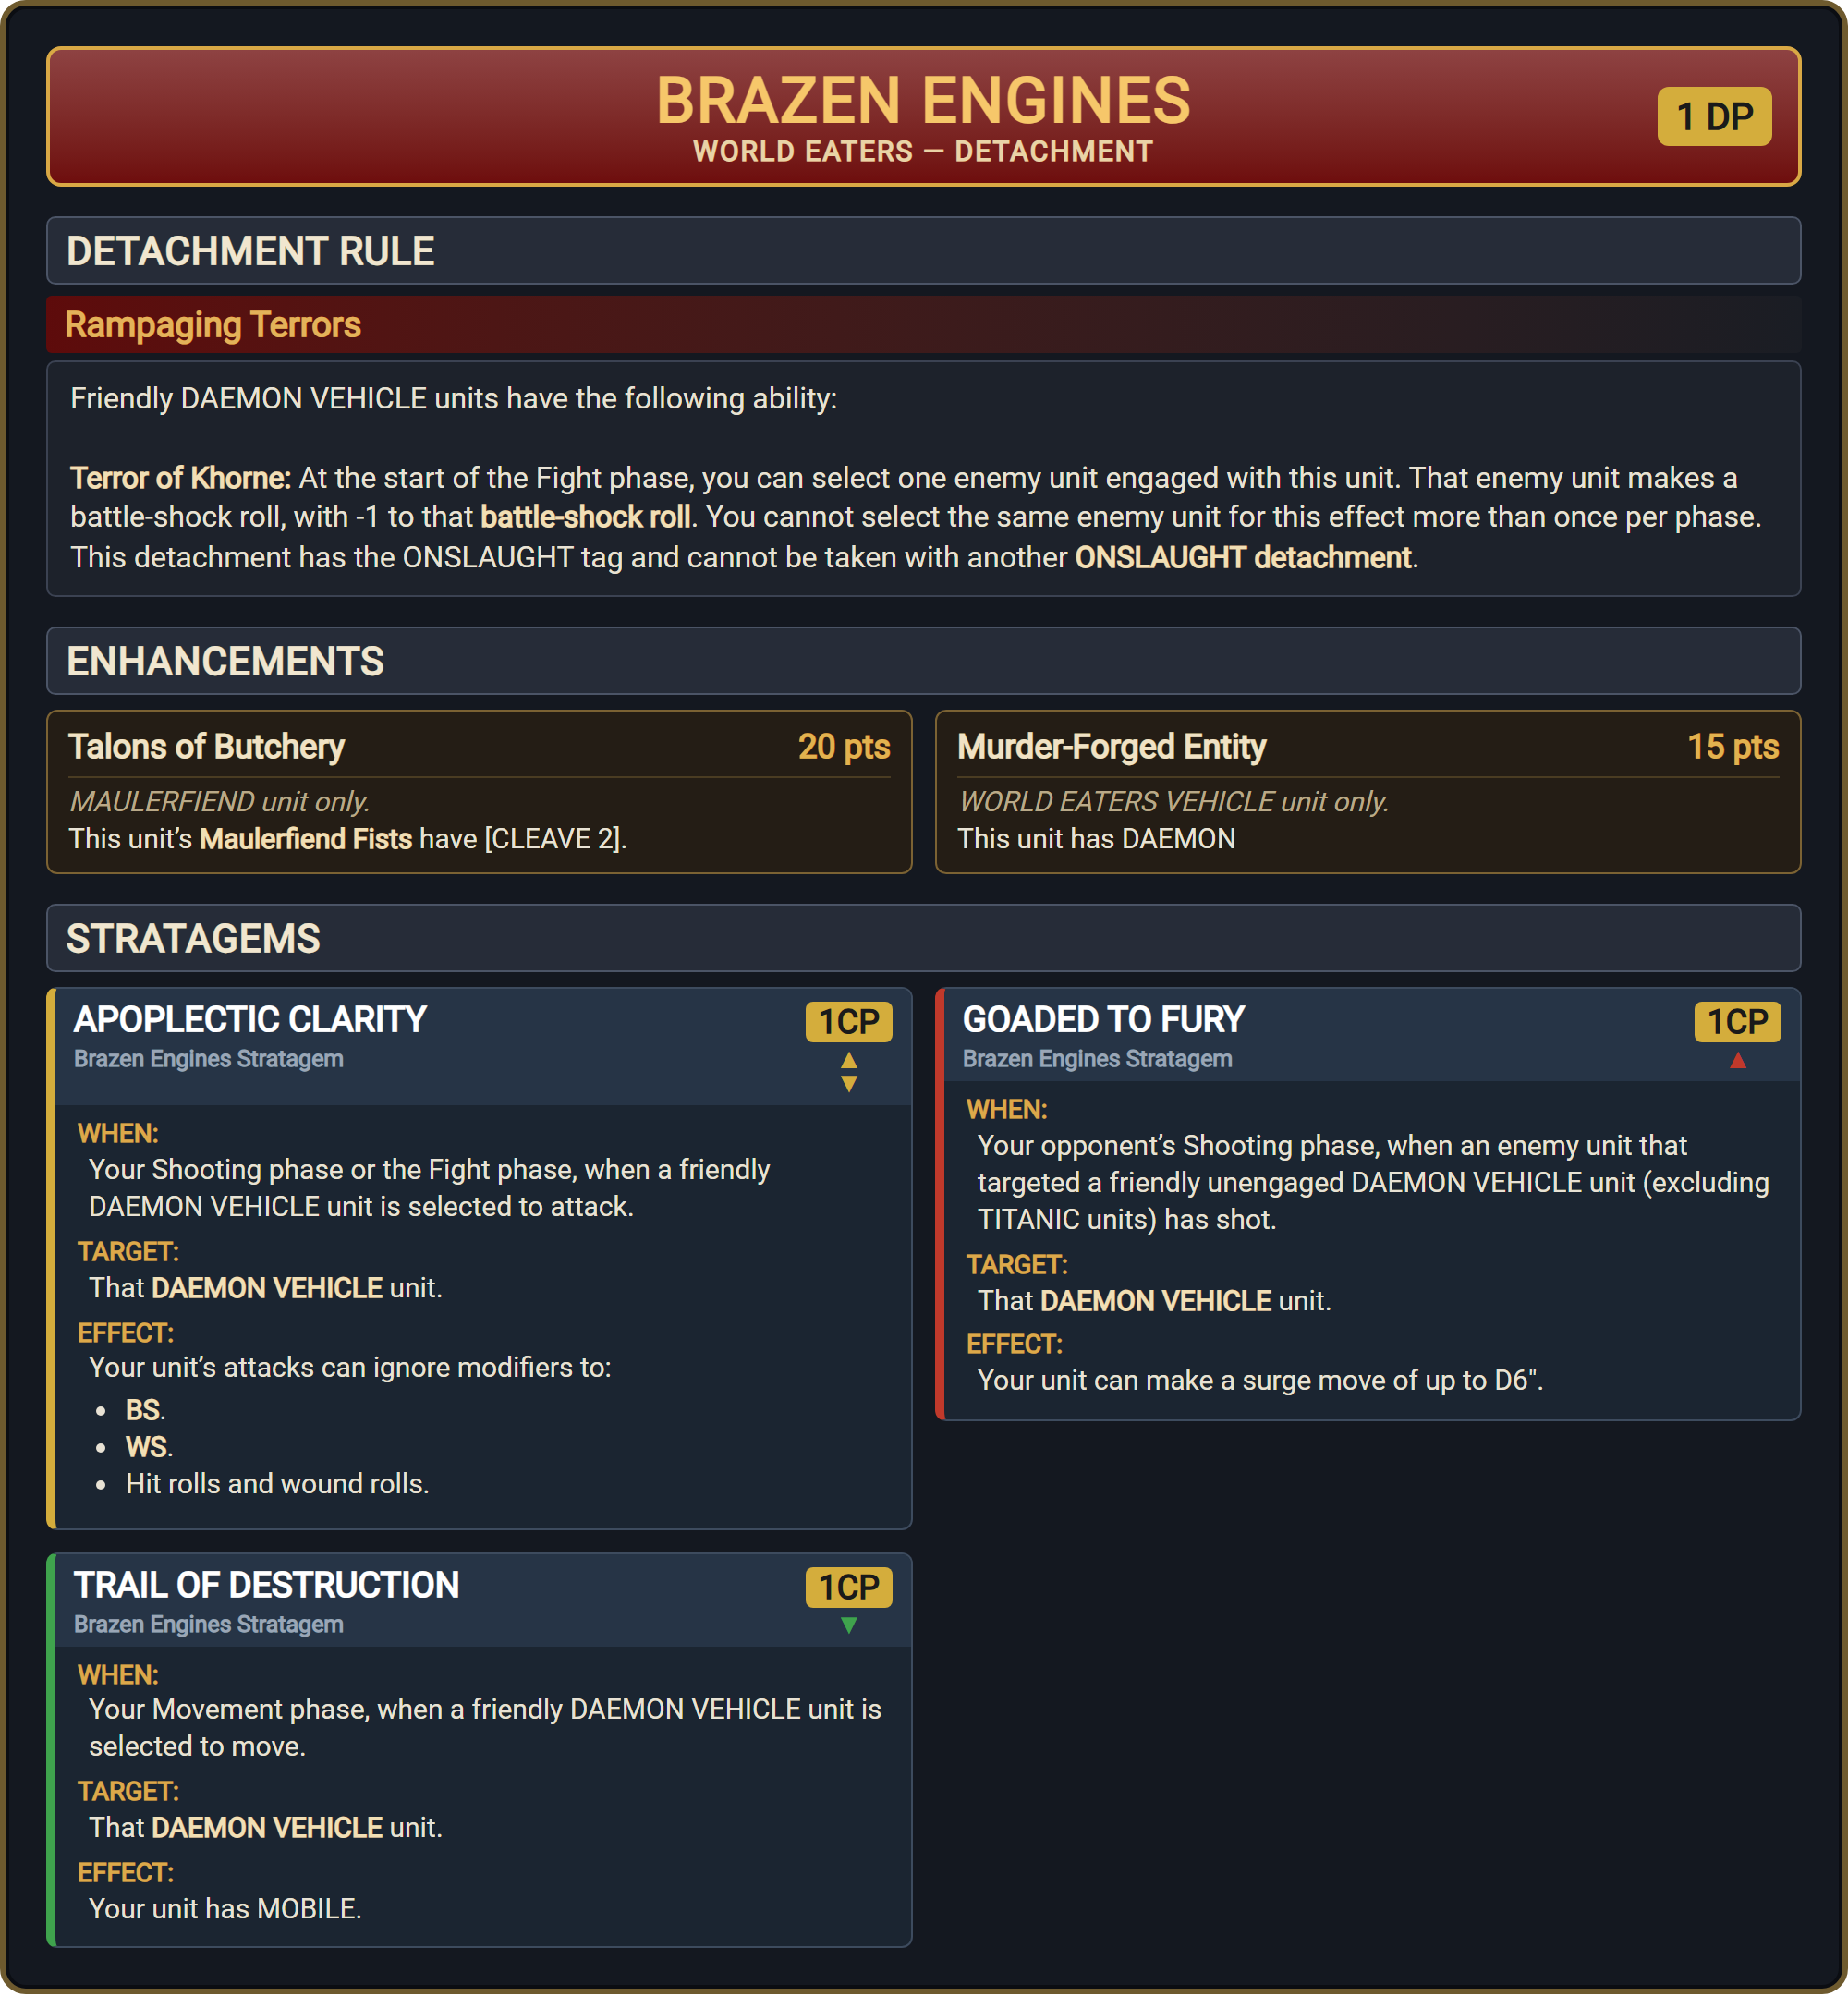 BRAZEN ENGINES
WORLD EATERS — DETACHMENT
1 DP
DETACHMENT RULE
Rampaging Terrors
Friendly DAEMON VEHICLE units have the following ability:
Terror of Khorne: At the start of the Fight phase, you can select one enemy unit engaged with this unit. That enemy unit makes a
battle-shock roll, with -1 to that battle-shock roll. You cannot select the same enemy unit for this effect more than once per phase.
This detachment has the ONSLAUGHT tag and cannot be taken with another ONSLAUGHT detachment.
ENHANCEMENTS
Talons of Butchery 20 pts
MAULERFIEND unit only.
This unit’s Maulerfiend Fists have [CLEAVE 2].
Murder-Forged Entity 15 pts
WORLD EATERS VEHICLE unit only.
This unit has DAEMON
STRATAGEMS
APOPLECTIC CLARITY 1CP
Brazen Engines Stratagem
▲
▼
WHEN:
Your Shooting phase or the Fight phase, when a friendly
DAEMON VEHICLE unit is selected to attack.
TARGET:
That DAEMON VEHICLE unit.
EFFECT:
Your unit’s attacks can ignore modifiers to:
• BS.
• WS.
• Hit rolls and wound rolls.
GOADED TO FURY 1CP
Brazen Engines Stratagem ▲
WHEN:
Your opponent’s Shooting phase, when an enemy unit that
targeted a friendly unengaged DAEMON VEHICLE unit (excluding
TITANIC units) has shot.
TARGET:
That DAEMON VEHICLE unit.
EFFECT:
Your unit can make a surge move of up to D6".
TRAIL OF DESTRUCTION 1CP
Brazen Engines Stratagem ▼
WHEN:
Your Movement phase, when a friendly DAEMON VEHICLE unit is
selected to move.
TARGET:
That DAEMON VEHICLE unit.
EFFECT:
Your unit has MOBILE.